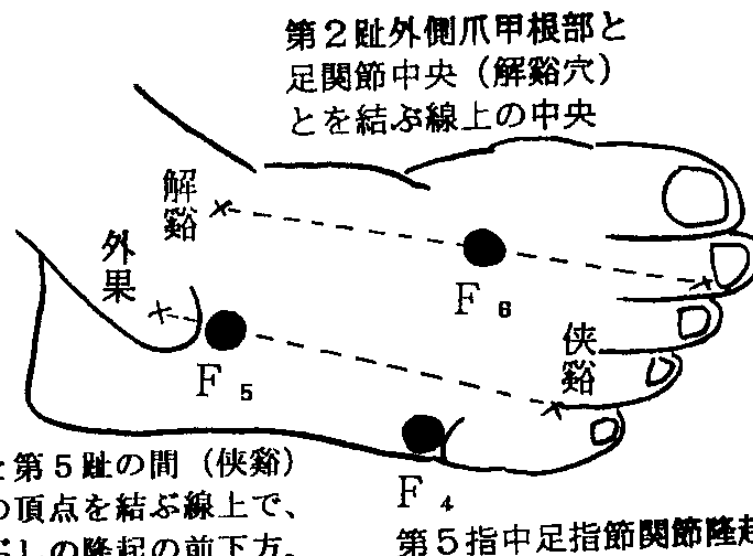 第2趾外側爪甲根部と
足関節中央（解谿穴）
とを結ぶ線上の中央
解谿
外果
F6
侠谿
F5
F4
と第5趾の間（侠谿）
の頂点を結ぶ線上で、
ぶしの隆起の前下方。
第5指中足指節関節隆起